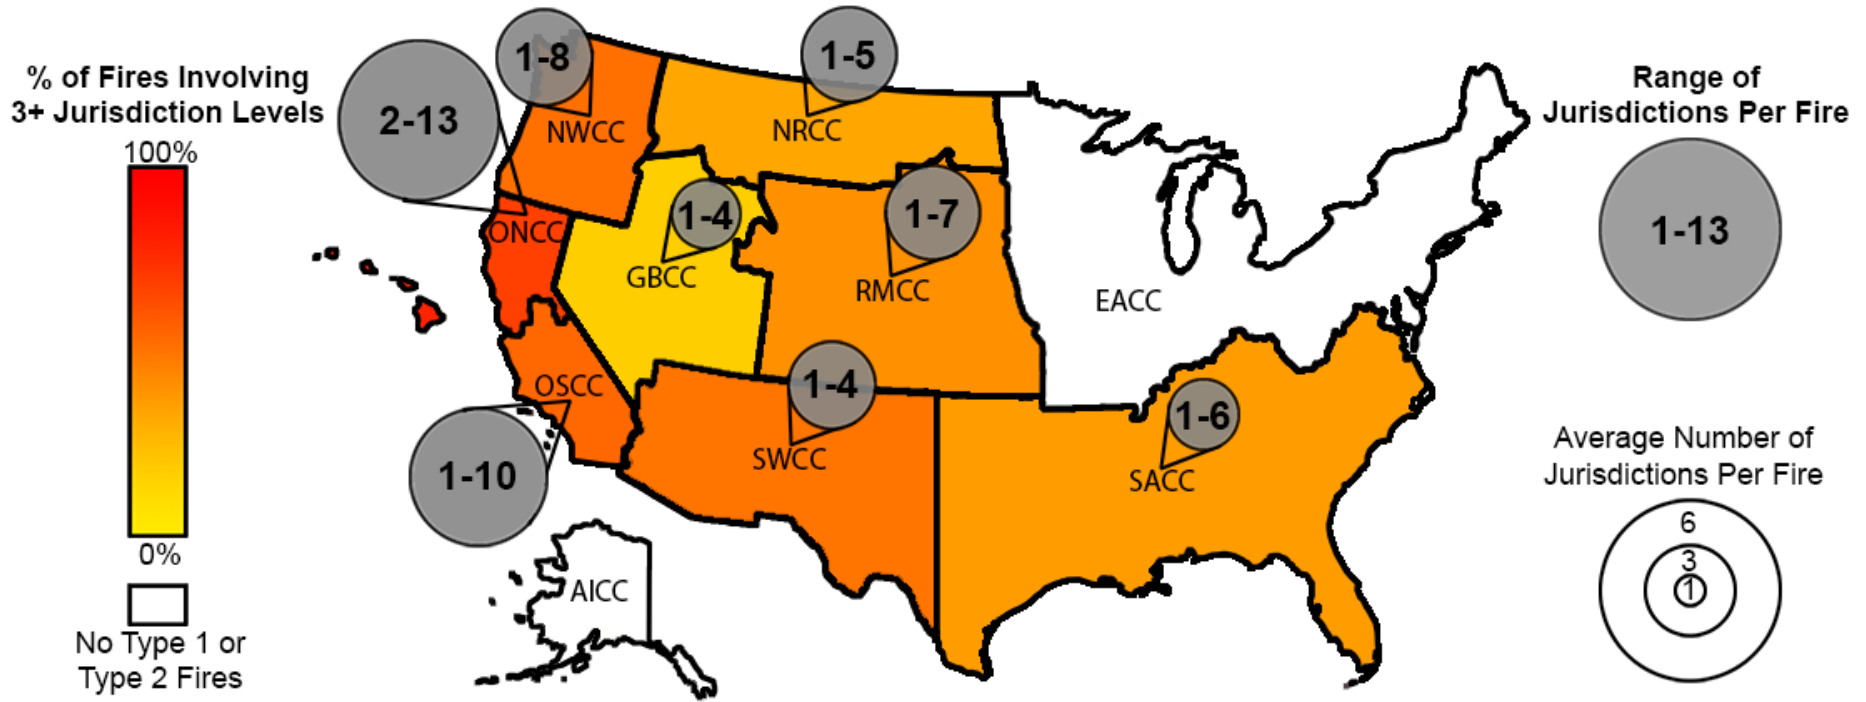 % of Fires Involving
3+ Jurisdiction Levels
100%
0%
No Type 1 or
Type 2 Fires
1-8
NWCC
2-13
ONCC
1-5
NRCC
1-4
GBCC
1-7
RMCC
EACC
OSCC
1-10
1-4
SWCC
1-6
SACC
AICC
Range of
Jurisdictions Per Fire
1-13
Average Number of
Jurisdictions Per Fire
6
3
1